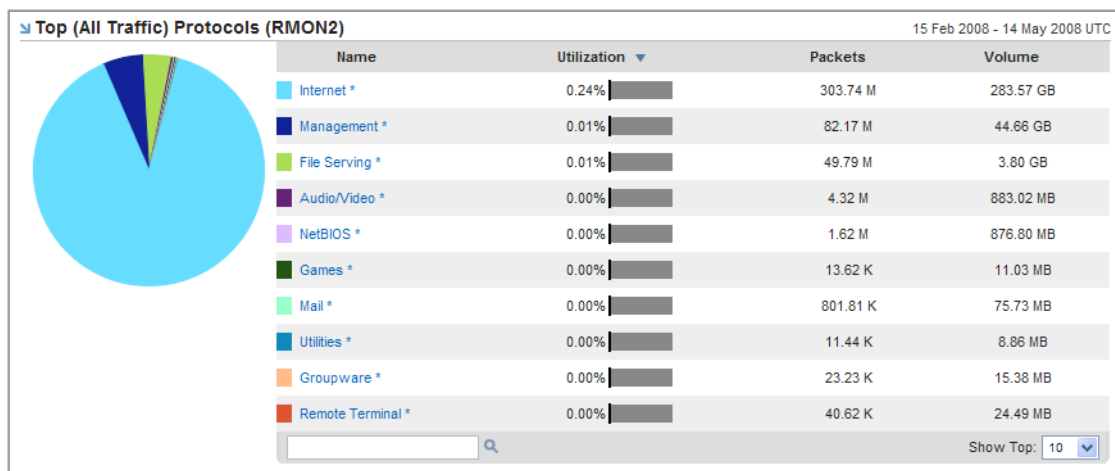 Top (All Traffic) Protocols (RMON2) 15 Feb 2008 - 14 May 2008 UTC
Name Utilization Packets Volume
Internet * 0.24% 303.74 M 283.57 GB
Management * 0.01% 82.17 M 44.66 GB
File Serving * 0.01% 49.79 M 3.80 GB
Audio/Video * 0.00% 4.32 M 883.02 MB
NetBIOS * 0.00% 1.62 M 876.80 MB
Games * 0.00% 13.62 K 11.03 MB
Mail * 0.00% 801.81 K 75.73 MB
Utilities * 0.00% 11.44 K 8.86 MB
Groupware * 0.00% 23.23 K 15.38 MB
Remote Terminal * 0.00% 40.62 K 24.49 MB
Show Top: 10